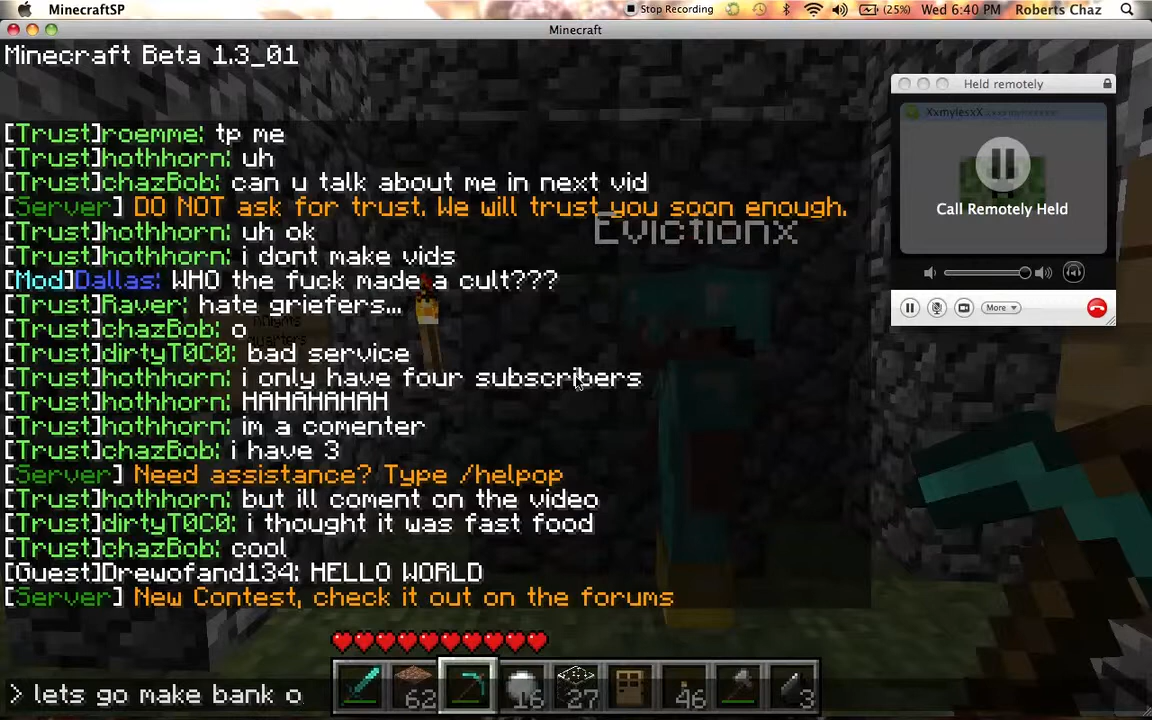 MinecraftSP
Stop Recording
(25%)
Wed 6:40 PM
Roberts Chaz
Minecraft
Minecraft Beta 1.3_01
Held remotely
XxmylesxX
Call Remotely Held
More
[Trust]roemme: tp me
[Trust]hothhorn: uh
[Trust]chazBob: can u talk about me in next vid
[Server] DO NOT ask for trust. We will trust you soon enough.
Evictionx
[Trust]hothhorn: uh ok
[Trust]hothhorn: i dont make vids
[Mod]Dallas: WHO the fuck made a cult???
[Trust]Raver: hate griefers...
[Trust]chazBob: o
[Trust]dirtyT0C0: bad service
[Trust]hothhorn: i only have four subscribers
[Trust]hothhorn: HAHAHAHAH
[Trust]hothhorn: im a comenter
[Trust]chazBob: i have 3
[Server] Need assistance? Type /helpop
[Trust]hothhorn: but ill coment on the video
[Trust]dirtyT0C0: i thought it was fast food
[Trust]chazBob: cool
[Guest]Drewofand134: HELLO WORLD
[Server] New Contest, check it out on the forums
62
16
27
46
3
> lets go make bank o